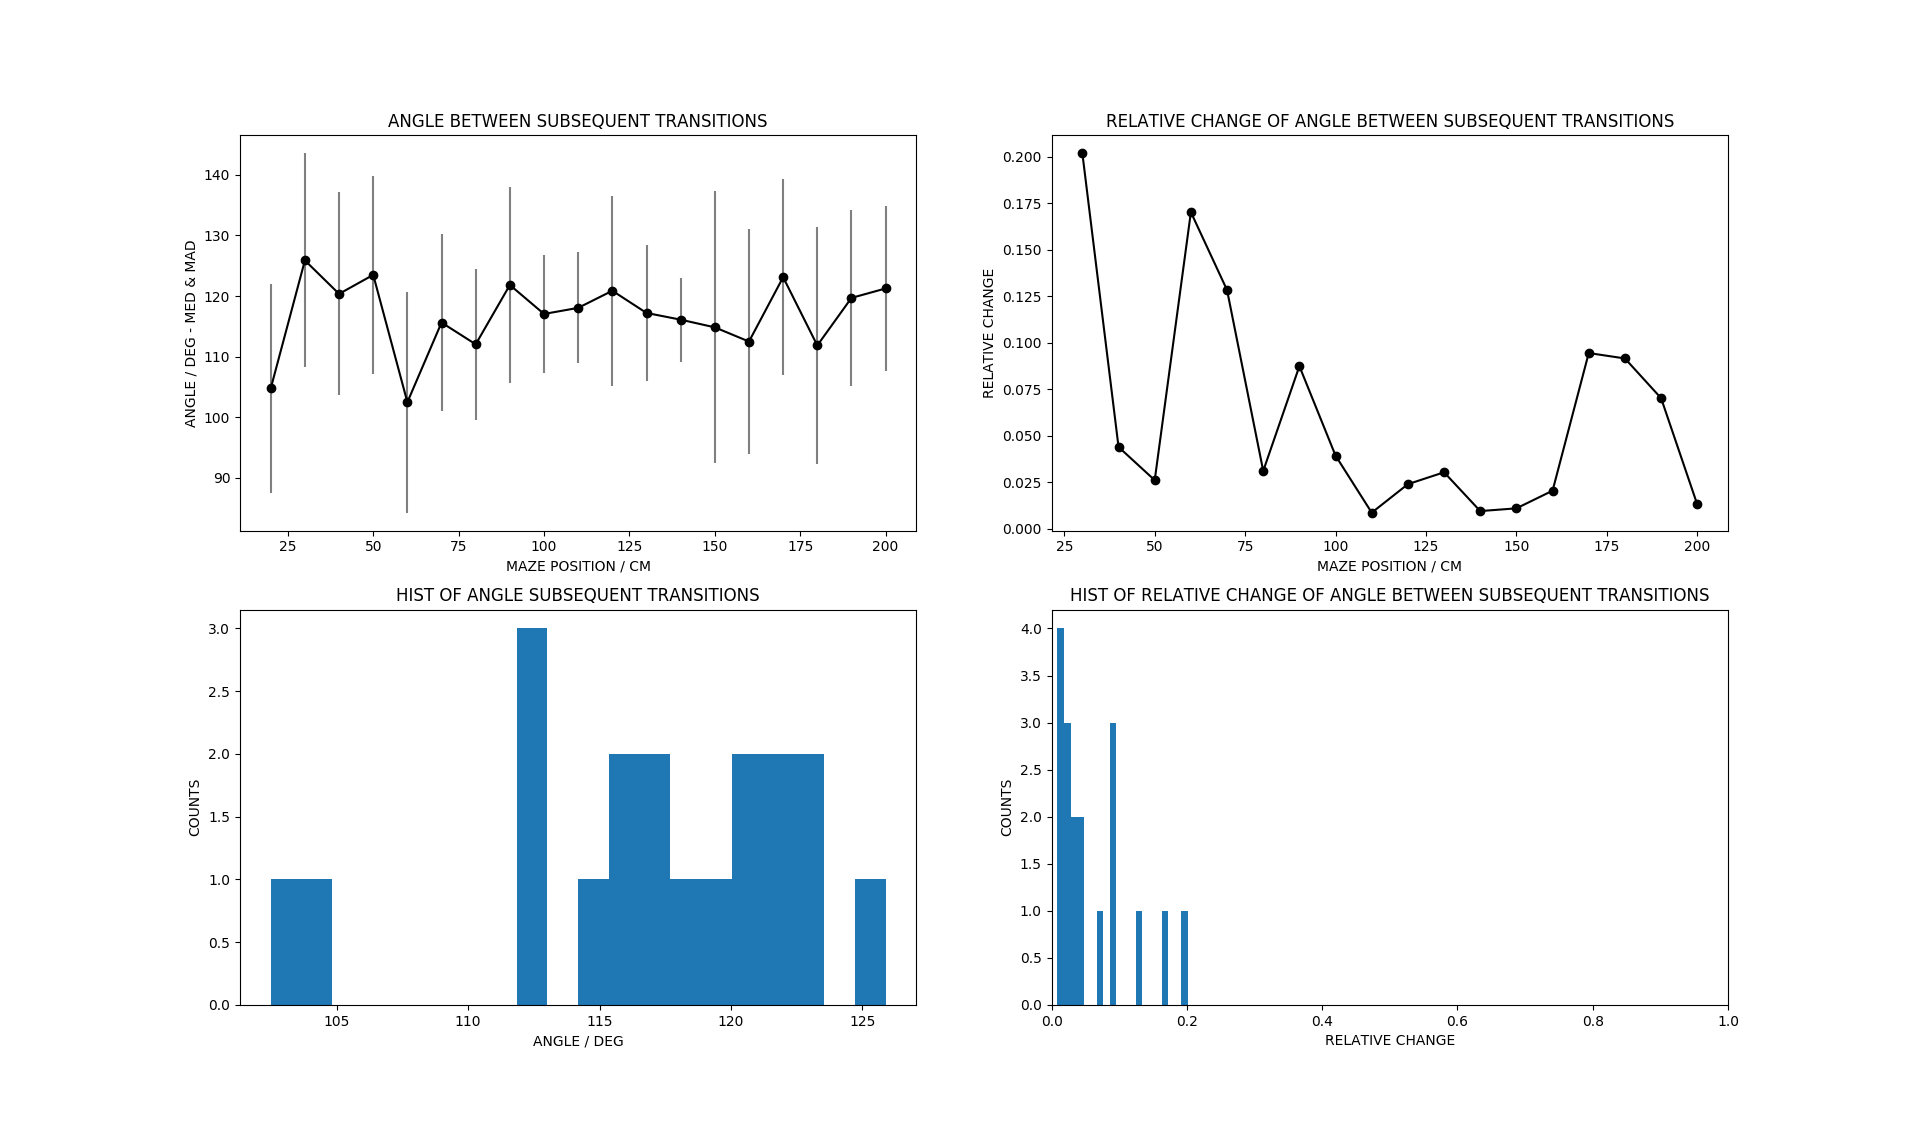 ANGLE BETWEEN SUBSEQUENT TRANSITIONS
140
130
120
110
100
90
ANGLE / DEG - MED & MAD
25 50 75 100 125 150 175 200
MAZE POSITION / CM
RELATIVE CHANGE OF ANGLE BETWEEN SUBSEQUENT TRANSITIONS
0.200
0.175
0.150
0.125
0.100
0.075
0.050
0.025
0.000
RELATIVE CHANGE
25 50 75 100 125 150 175 200
MAZE POSITION / CM
HIST OF ANGLE SUBSEQUENT TRANSITIONS
3.0
2.5
2.0
1.5
1.0
0.5
0.0
COUNTS
105 110 115 120 125
ANGLE / DEG
HIST OF RELATIVE CHANGE OF ANGLE BETWEEN SUBSEQUENT TRANSITIONS
4.0
3.5
3.0
2.5
2.0
1.5
1.0
0.5
0.0
COUNTS
0.0 0.2 0.4 0.6 0.8 1.0
RELATIVE CHANGE